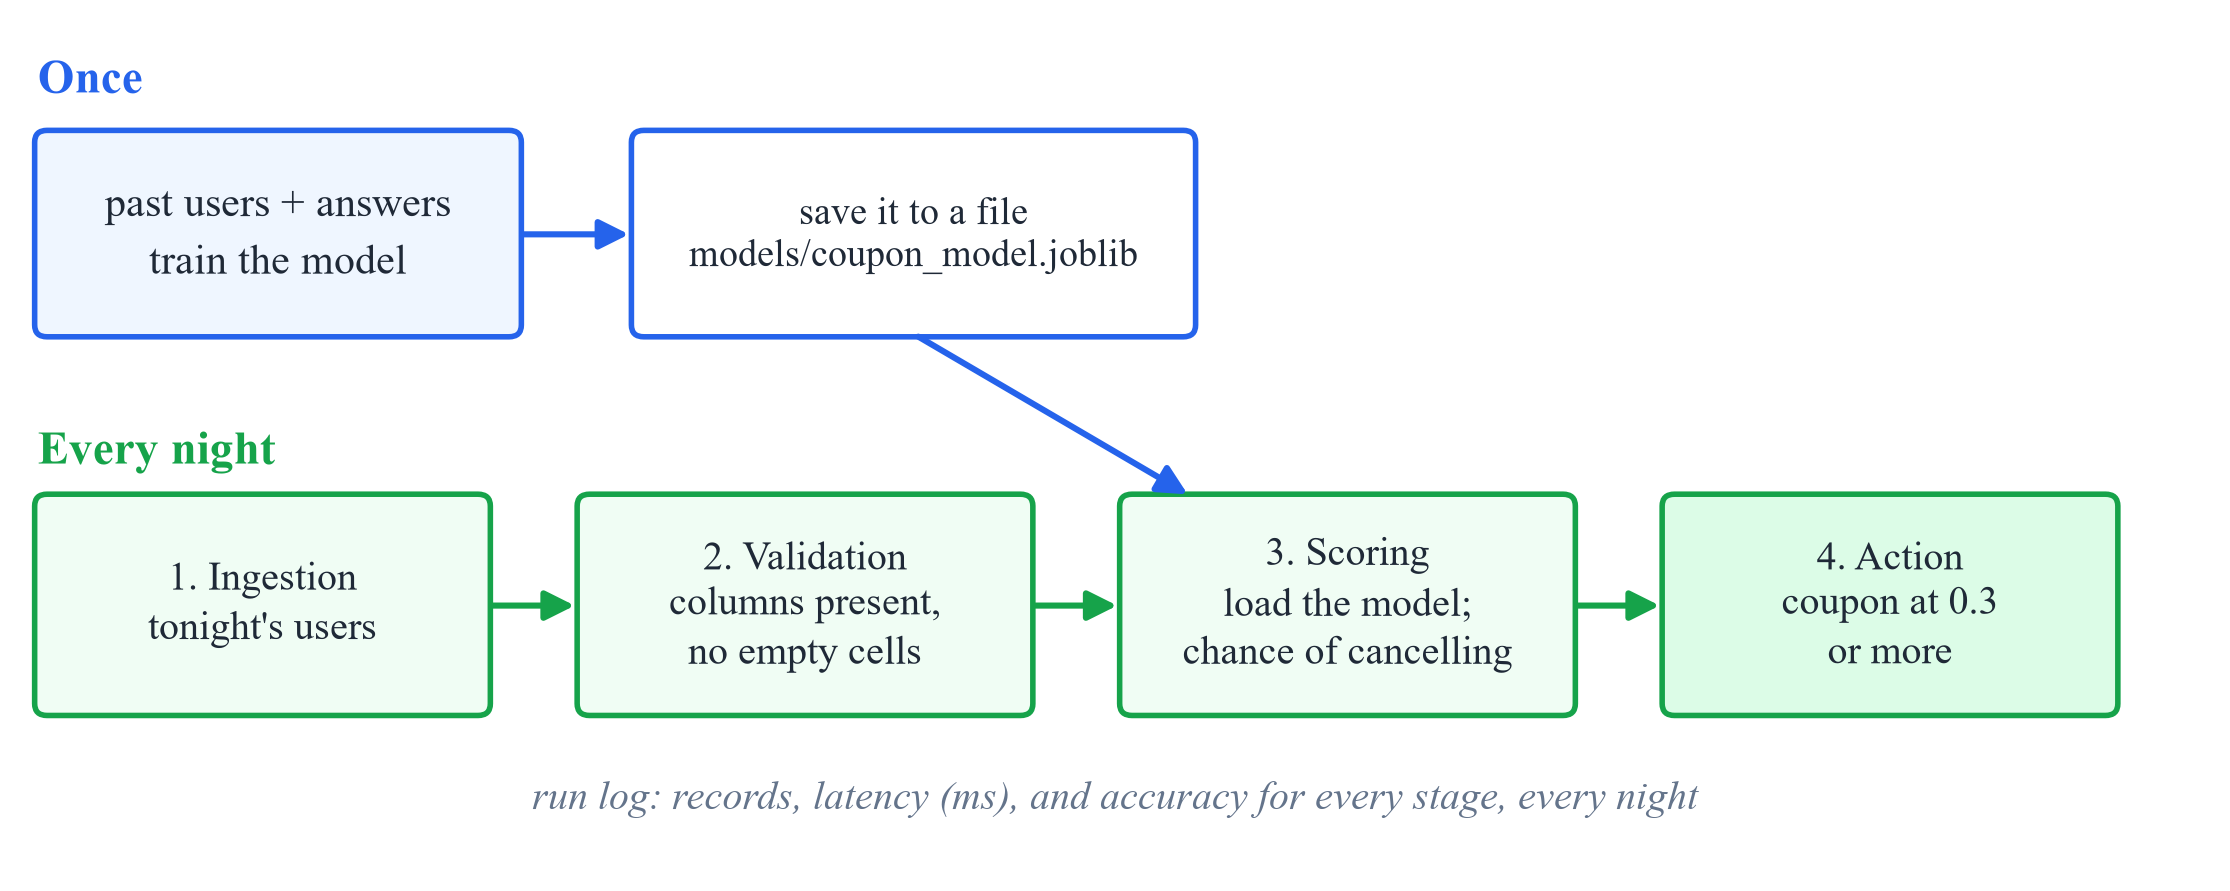 Once
past users + answers
train the model
save it to a file
models/coupon_model.joblib
Every night
1. Ingestion
tonight's users
2. Validation
columns present,
no empty cells
3. Scoring
load the model;
chance of cancelling
4. Action
coupon at 0.3
or more
run log: records, latency (ms), and accuracy for every stage, every night